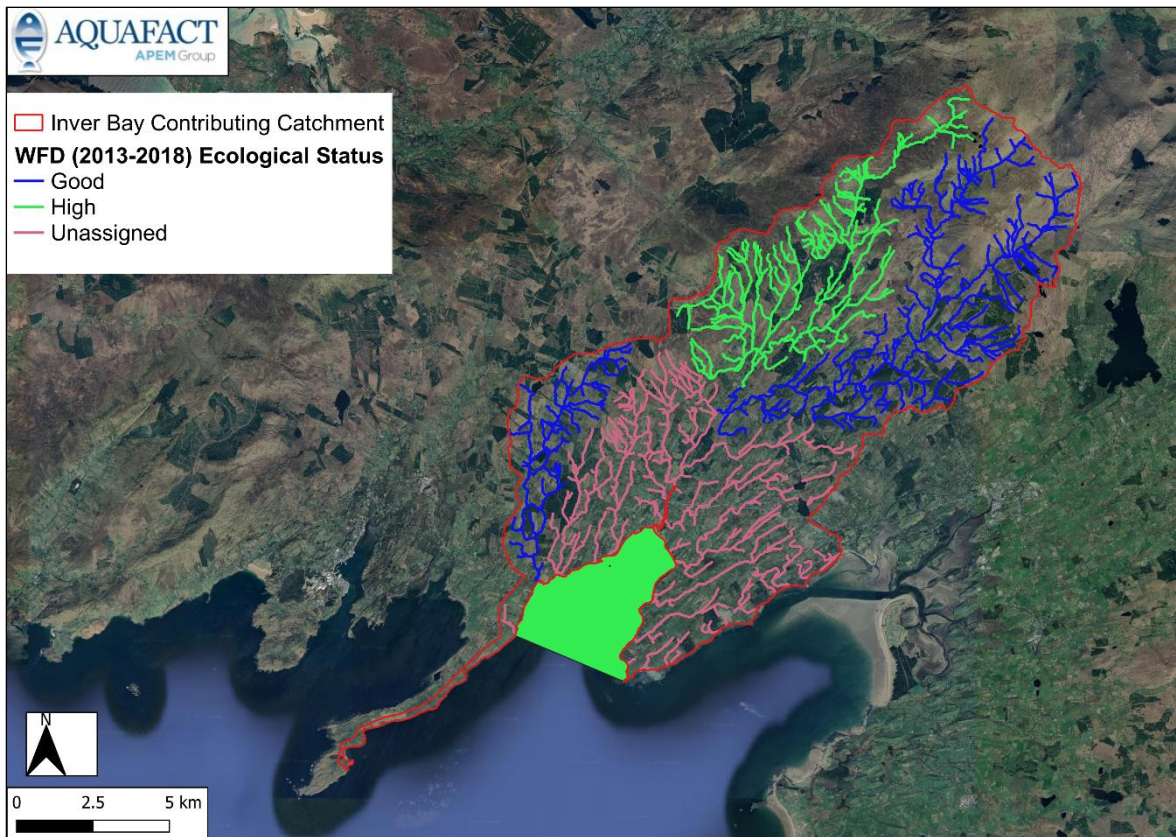 AQUAFACT
APEM Group
Inver Bay Contributing Catchment
WFD (2013-2018) Ecological Status
Good
High
Unassigned
N
0 2.5 5 km